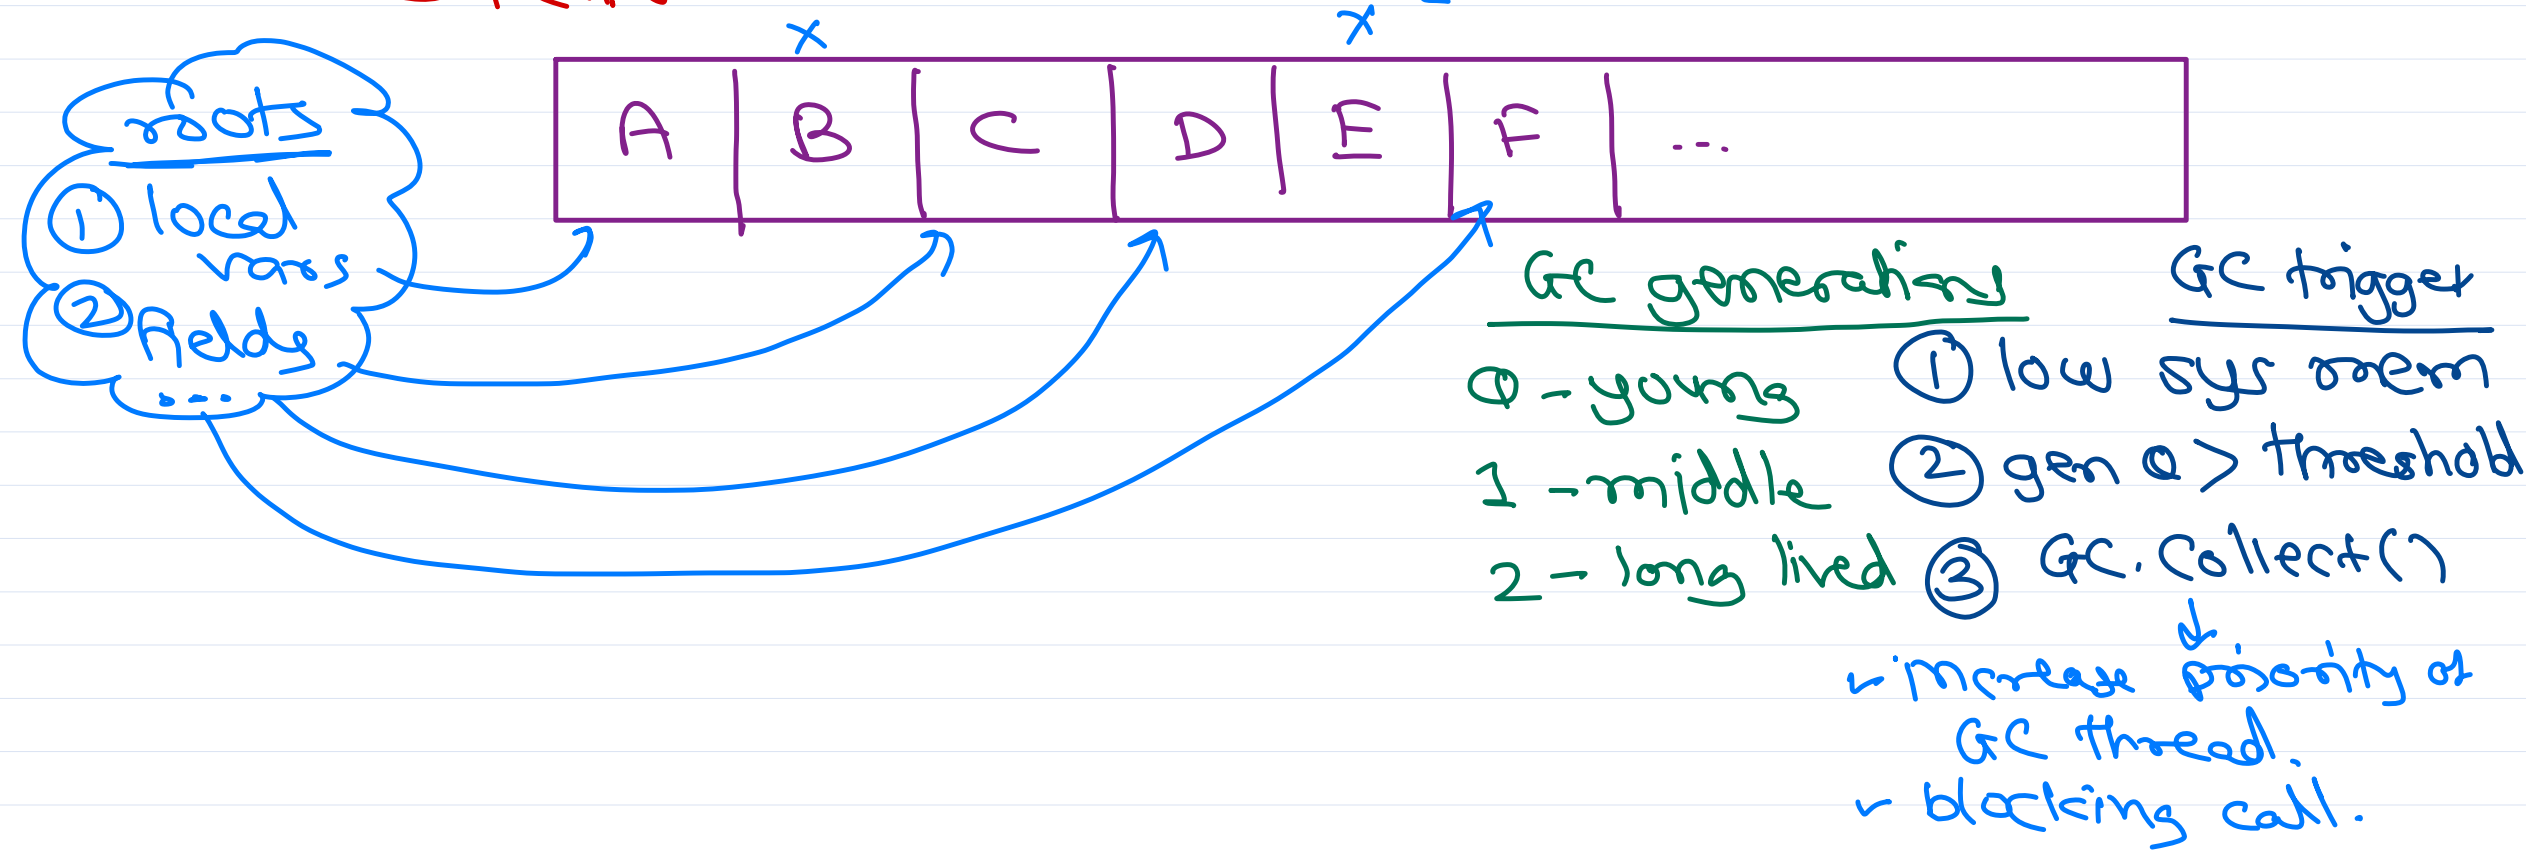 x x
roots
① local
vars
② fields
....
A B C D E F ...
GC generations
0 - young
1 - middle
2 - long lived
GC trigger
① low sys mem
② gen 0 > threshold
③ GC.Collect()
- increase priority of
GC thread.
- blocking call.